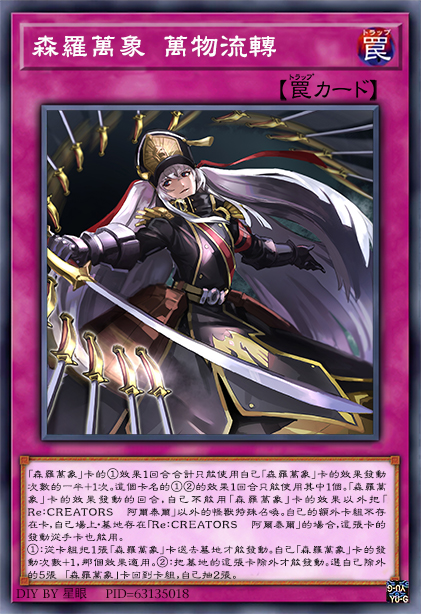 森羅萬象 萬物流轉
トラップ
罠
トラップ
【罠カード】
「森羅萬象」卡的①效果1回合合計只能使用自己「森羅萬象」卡的效果發動
次數的一半+1次。這個卡名的①②的效果1回合只能使用其中1個。「森羅萬
象」卡的效果發動的回合,自己不能用「森羅萬象」卡的效果以外把「
Re:CREATORS 阿爾泰爾」以外的怪獸特殊召喚。自己的額外卡組不存
在卡,自己場上·墓地存在「Re:CREATORS 阿爾泰爾」的場合,這張卡的
發動從手卡也能用。
①:從卡組把1張「森羅萬象」卡送去墓地才能發動。自己「森羅萬象」卡的發
動次數+1,那個效果適用。②:把墓地的這張卡除外才能發動。選自己除外
的5張 「森羅萬象」卡回到卡組,自己抽2張。
DIY BY 星眼 PID=63135018
YU-G